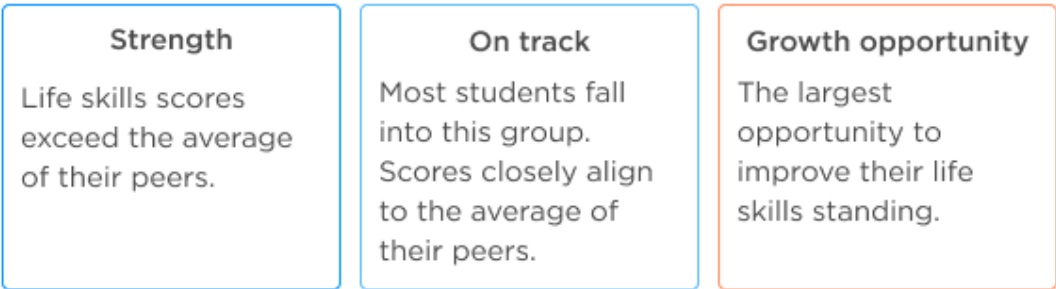 Strength
Life skills scores
exceed the average
of their peers.
On track
Most students fall
into this group.
Scores closely align
to the average of
their peers.
Growth opportunity
The largest
opportunity to
improve their life
skills standing.